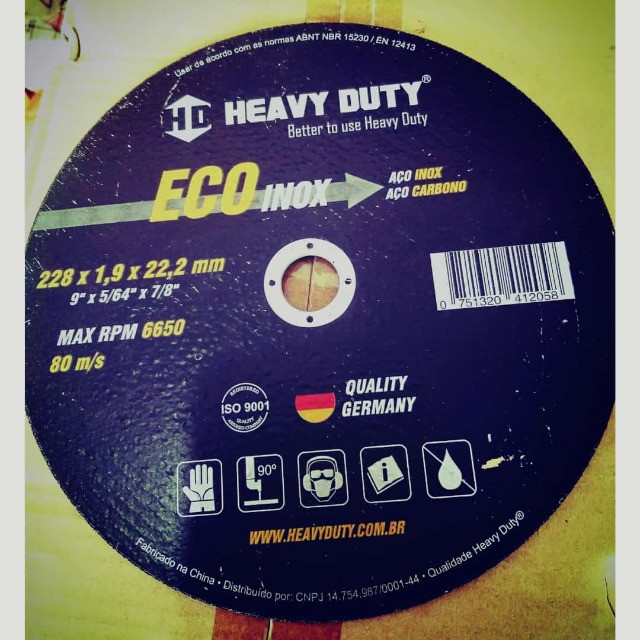 Usar de acordo com as normas ABNT NBR 15230 / EN 12413
HD HEAVY DUTY®
Better to use Heavy Duty
ECO INOX
AÇO INOX
AÇO CARBONO
228 x 1,9 x 22,2 mm
9" x 5/64" x 7/8"
MAX RPM 6650
80 m/s
0 751320 412058
REGISTERED
ISO 9001
QUALITY
QUALITY
GERMANY
90º
i
WWW.HEAVYDUTY.COM.BR
Fabricado na China • Distribuído por: CNPJ 14.754.987/0001-44 • Qualidade Heavy Duty®